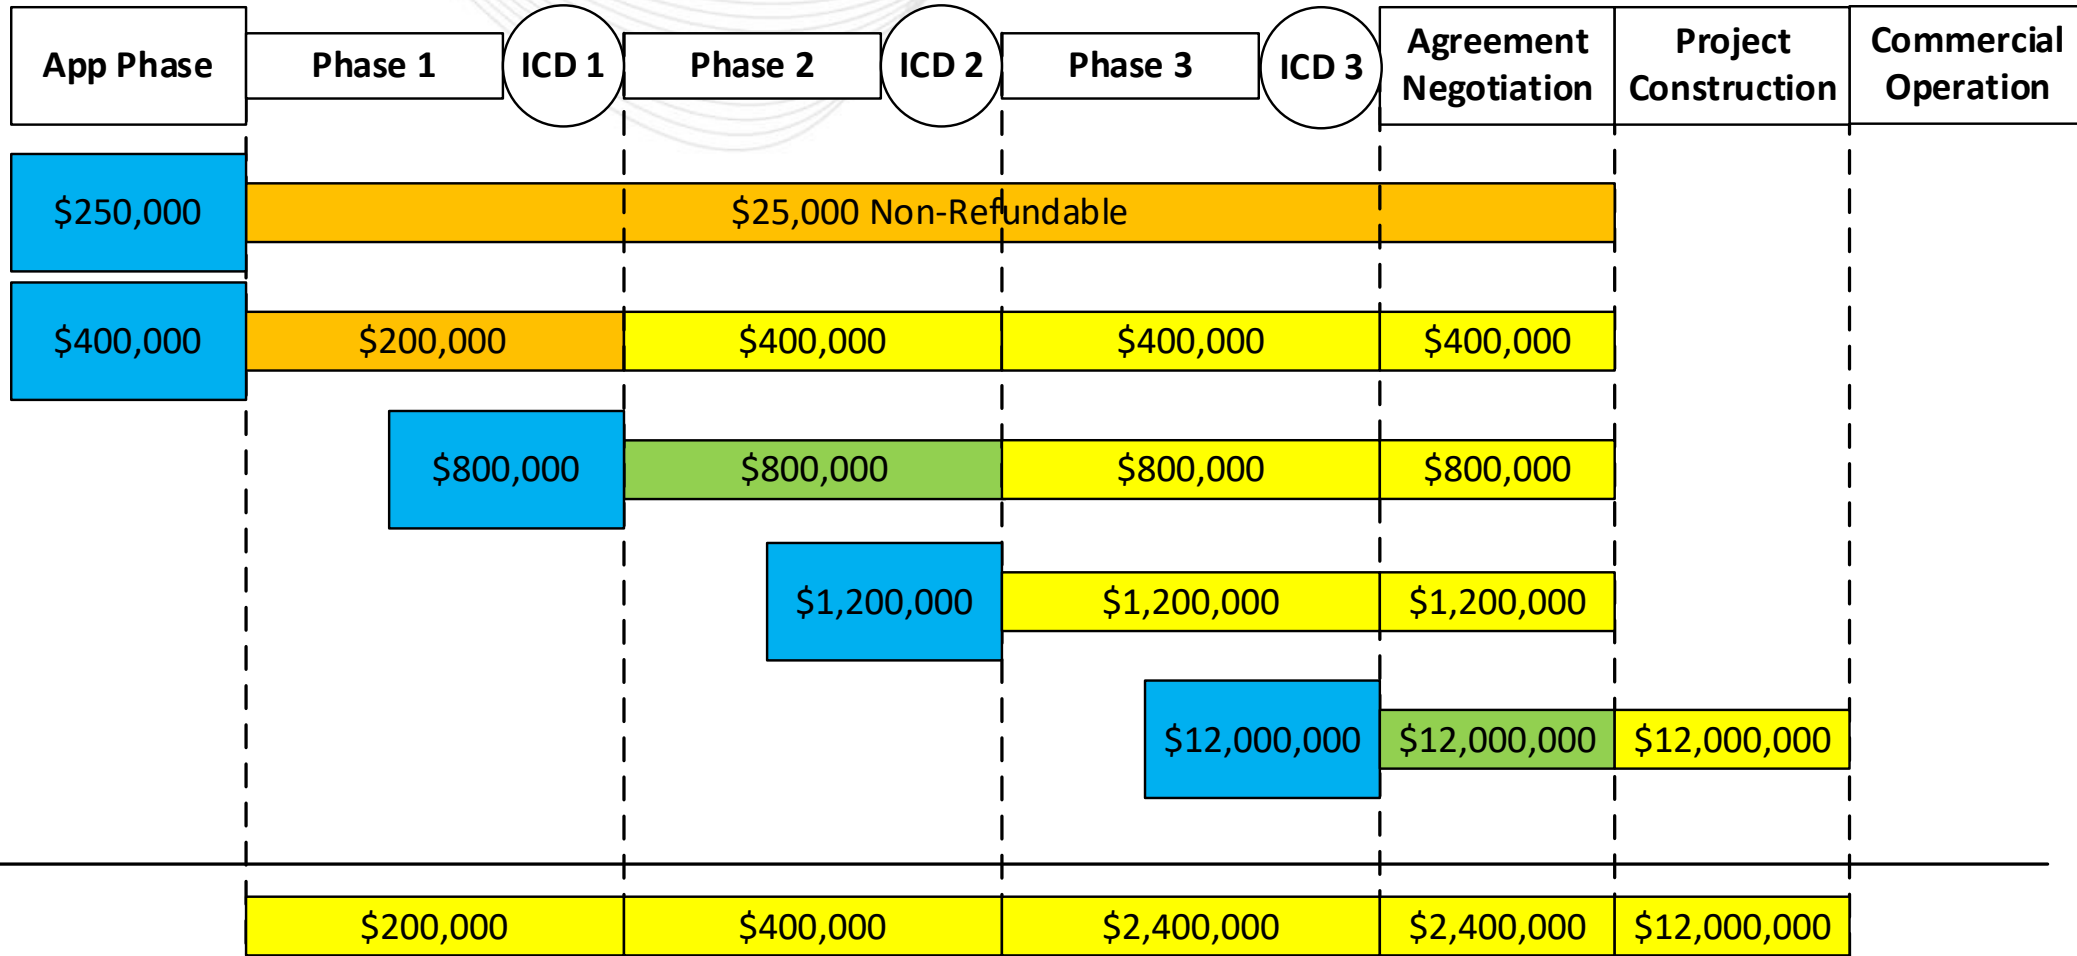 App Phase
Phase 1
ICD 1
Phase 2
ICD 2
Phase 3
ICD 3
Agreement
Negotiation
Project
Construction
Commercial
Operation
$250,000
$25,000 Non-Refundable
$400,000
$200,000
$400,000
$400,000
$400,000
$800,000
$800,000
$800,000
$800,000
$1,200,000
$1,200,000
$1,200,000
$12,000,000
$12,000,000
$12,000,000
$200,000
$400,000
$2,400,000
$2,400,000
$12,000,000